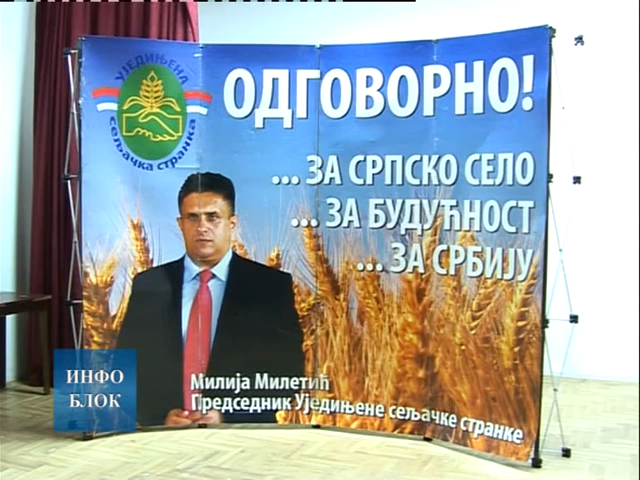 УЈЕДИЊЕНА
сељачка странка
ОДГОВОРНО!
... ЗА СРПСКО СЕЛО
... ЗА БУДУЋНОСТ
... ЗА СРБИЈУ
Милија Милетић
Председник Уједињене сељачке странке
ИНФО
БЛОК